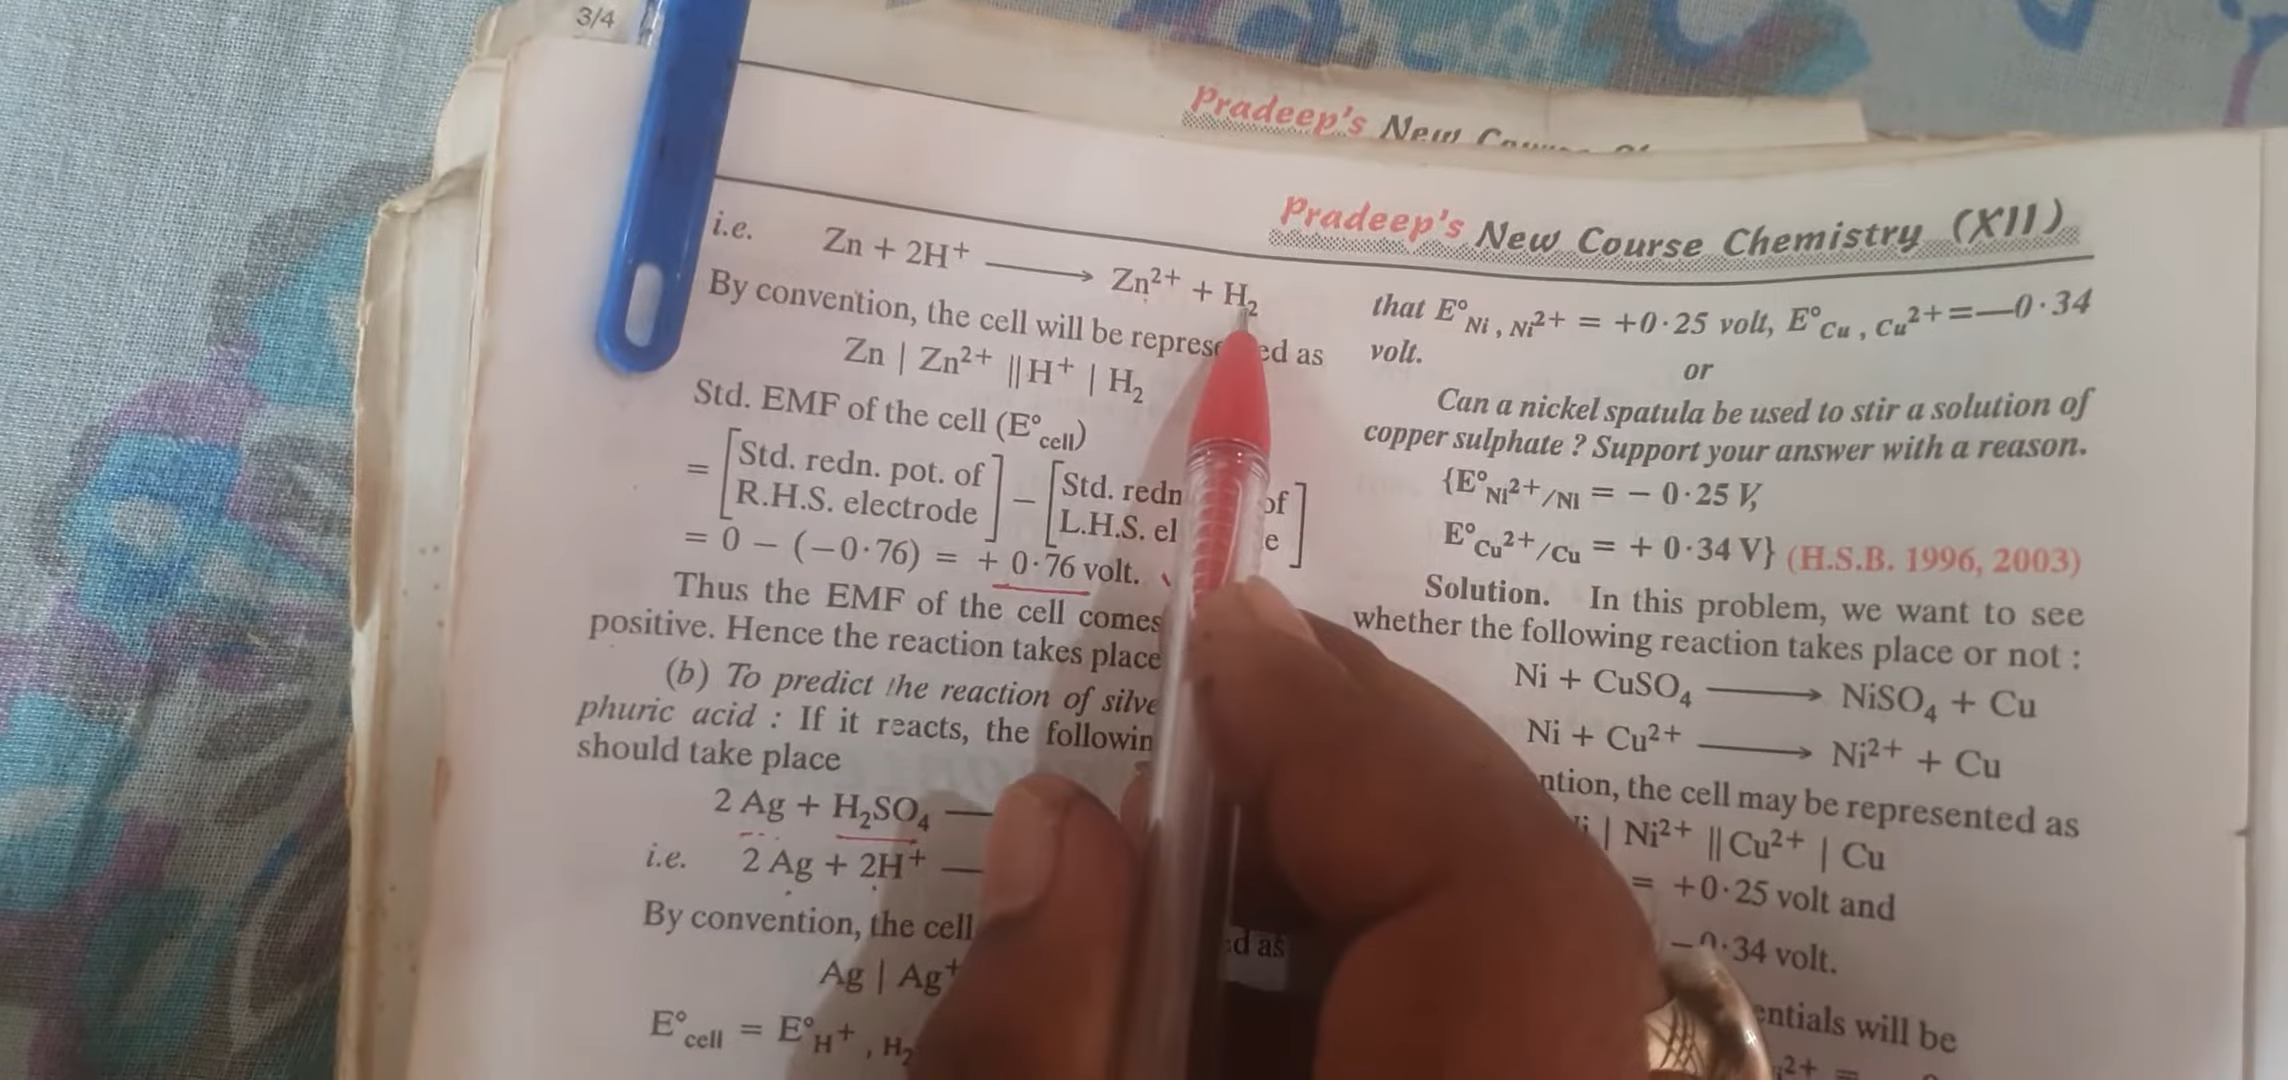 3/4
Pradeep's New
Pradeep's New Course Chemistry (XII)
i.e. Zn + 2H⁺ ⟶ Zn²⁺ + H₂
By convention, the cell will be as
Zn | Zn²⁺ || H⁺ | H₂
Std. EMF of the cell (E°cell)
= [Std. redn. pot. of R.H.S. electrode] − [Std. redn of L.H.S.]
= 0 − (−0·76) = + 0·76 volt.
Thus the EMF of the cell comes
positive. Hence the reaction takes place
(b) To predict the reaction of
phuric acid : If it reacts, the
should take place
2 Ag + H₂SO₄ —
i.e. 2 Ag + 2H⁺ —
By convention, the cell
as
Ag | Ag⁺
E°cell = E°H⁺ , H₂
that E°Ni , Ni²⁺ = +0·25 volt, E°Cu , Cu²⁺ = —0·34
volt.
or
Can a nickel spatula be used to stir a solution of
copper sulphate ? Support your answer with a reason.
{E°Ni²⁺/Ni = − 0·25 V,
E°Cu²⁺/Cu = + 0·34 V} (H.S.B. 1996, 2003)
Solution. In this problem, we want to see
whether the following reaction takes place or not :
Ni + CuSO₄ ⟶ NiSO₄ + Cu
Ni + Cu²⁺ ⟶ Ni²⁺ + Cu
the cell may be represented as
| Ni²⁺ || Cu²⁺ | Cu
= +0·25 volt and
−0·34 volt.
will be
²⁺ =